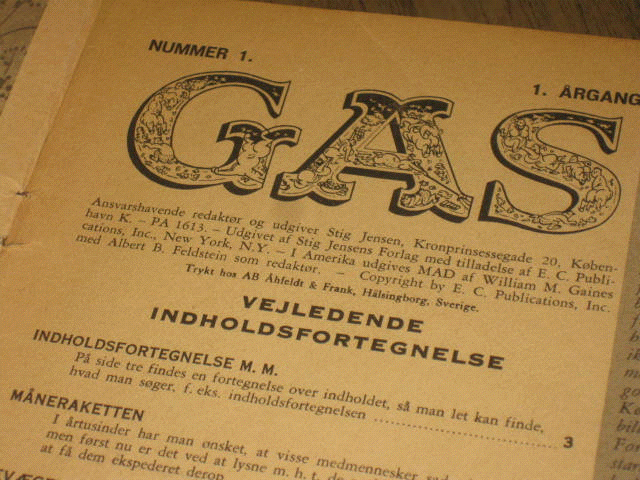 NUMMER 1.
1. ÅRGANG
GAS
Ansvarshavende redaktør og udgiver Stig Jensen, Kronprinsessegade 20, Køben-
havn K. – PA 1613. – Udgivet af Stig Jensens Forlag med tilladelse af E. C. Publi-
cations, Inc., New York, N.Y. – I Amerika udgives MAD af William M. Gaines
med Albert B. Feldstein som redaktør. – Copyright by E. C. Publications, Inc.
Trykt hos AB Åhfeldt & Frank, Hälsingborg, Sverige.
VEJLEDENDE
INDHOLDSFORTEGNELSE
INDHOLDSFORTEGNELSE M. M.
På side tre findes en fortegnelse over indholdet, så man let kan finde,
hvad man søger, f. eks. indholdsfortegnelsen ........................ 3
MÅNERAKETTEN
I årtusinder har man ønsket, at visse medmennesker
men først nu er det ved at lysne m. h. t.
at få dem ekspederet derop